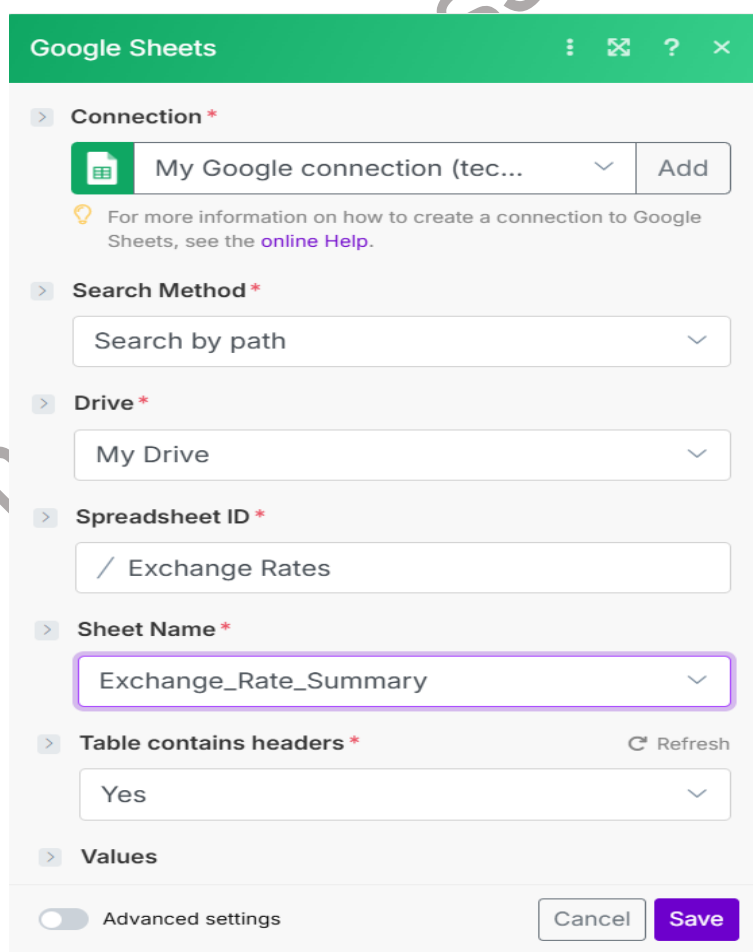 Google Sheets
?
Connection *
My Google connection (tec...
Add
For more information on how to create a connection to Google
Sheets, see the online Help.
Search Method *
Search by path
Drive *
My Drive
Spreadsheet ID *
/ Exchange Rates
Sheet Name *
Exchange_Rate_Summary
Table contains headers *
Refresh
Yes
Values
Advanced settings
Cancel
Save